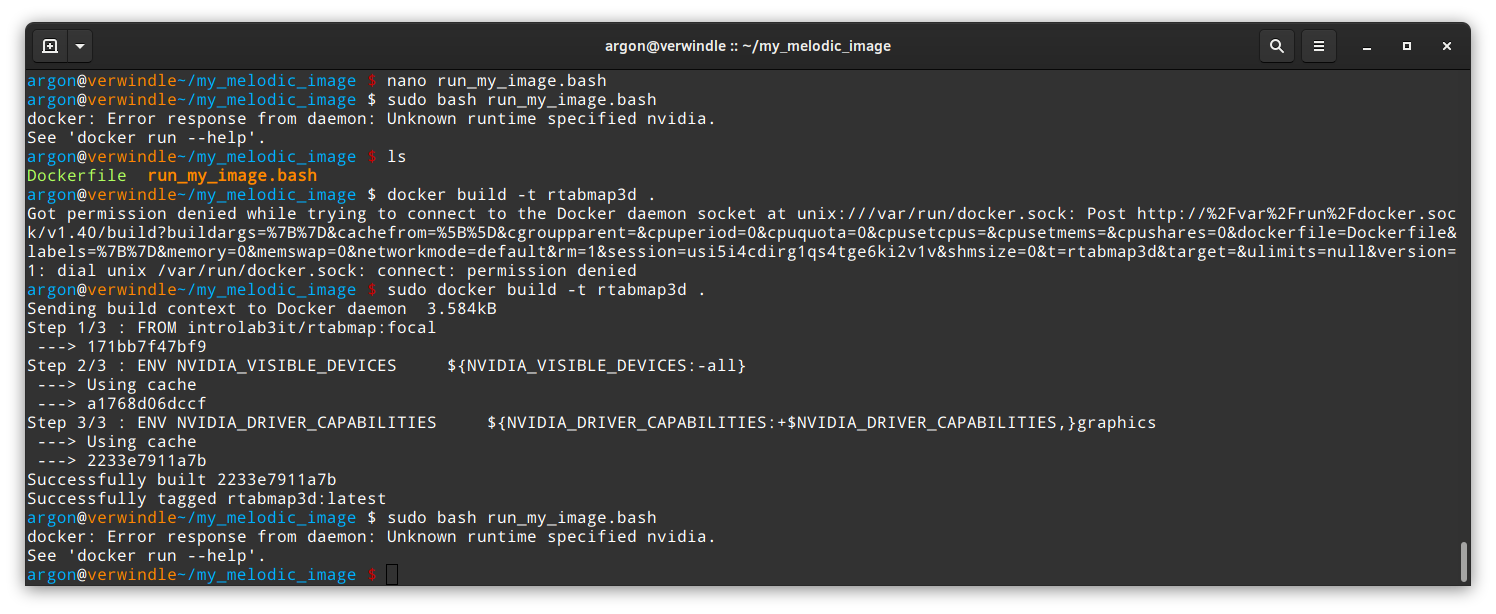 argon@verwindle :: ~/my_melodic_image
argon@verwindle~/my_melodic_image $ nano run_my_image.bash
argon@verwindle~/my_melodic_image $ sudo bash run_my_image.bash
docker: Error response from daemon: Unknown runtime specified nvidia.
See 'docker run --help'.
argon@verwindle~/my_melodic_image $ ls
Dockerfile  run_my_image.bash
argon@verwindle~/my_melodic_image $ docker build -t rtabmap3d .
Got permission denied while trying to connect to the Docker daemon socket at unix:///var/run/docker.sock: Post http://%2Fvar%2Frun%2Fdocker.soc
k/v1.40/build?buildargs=%7B%7D&cachefrom=%5B%5D&cgroupparent=&cpuperiod=0&cpuquota=0&cpusetcpus=&cpusetmems=&cpushares=0&dockerfile=Dockerfile&
labels=%7B%7D&memory=0&memswap=0&networkmode=default&rm=1&session=usi5i4cdirg1qs4tge6ki2v1v&shmsize=0&t=rtabmap3d&target=&ulimits=null&version=
1: dial unix /var/run/docker.sock: connect: permission denied
argon@verwindle~/my_melodic_image $ sudo docker build -t rtabmap3d .
Sending build context to Docker daemon  3.584kB
Step 1/3 : FROM introlab3it/rtabmap:focal
 ---> 171bb7f47bf9
Step 2/3 : ENV NVIDIA_VISIBLE_DEVICES     ${NVIDIA_VISIBLE_DEVICES:-all}
 ---> Using cache
 ---> a1768d06dccf
Step 3/3 : ENV NVIDIA_DRIVER_CAPABILITIES     ${NVIDIA_DRIVER_CAPABILITIES:+$NVIDIA_DRIVER_CAPABILITIES,}graphics
 ---> Using cache
 ---> 2233e7911a7b
Successfully built 2233e7911a7b
Successfully tagged rtabmap3d:latest
argon@verwindle~/my_melodic_image $ sudo bash run_my_image.bash
docker: Error response from daemon: Unknown runtime specified nvidia.
See 'docker run --help'.
argon@verwindle~/my_melodic_image $